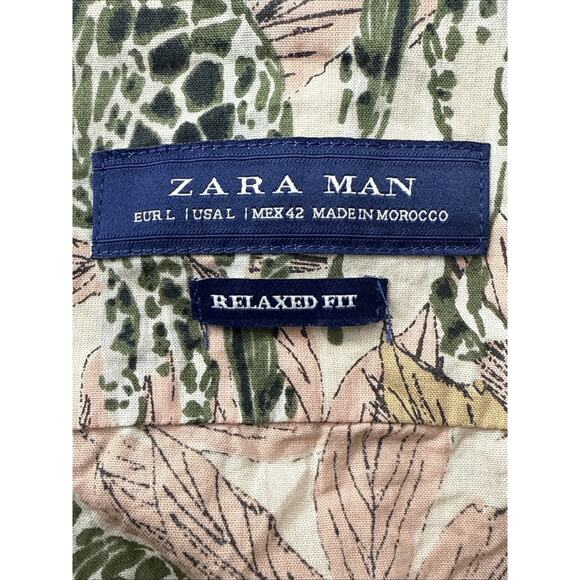 ZARA MAN
EUR L | USA L | MEX 42 MADE IN MOROCCO
RELAXED FIT